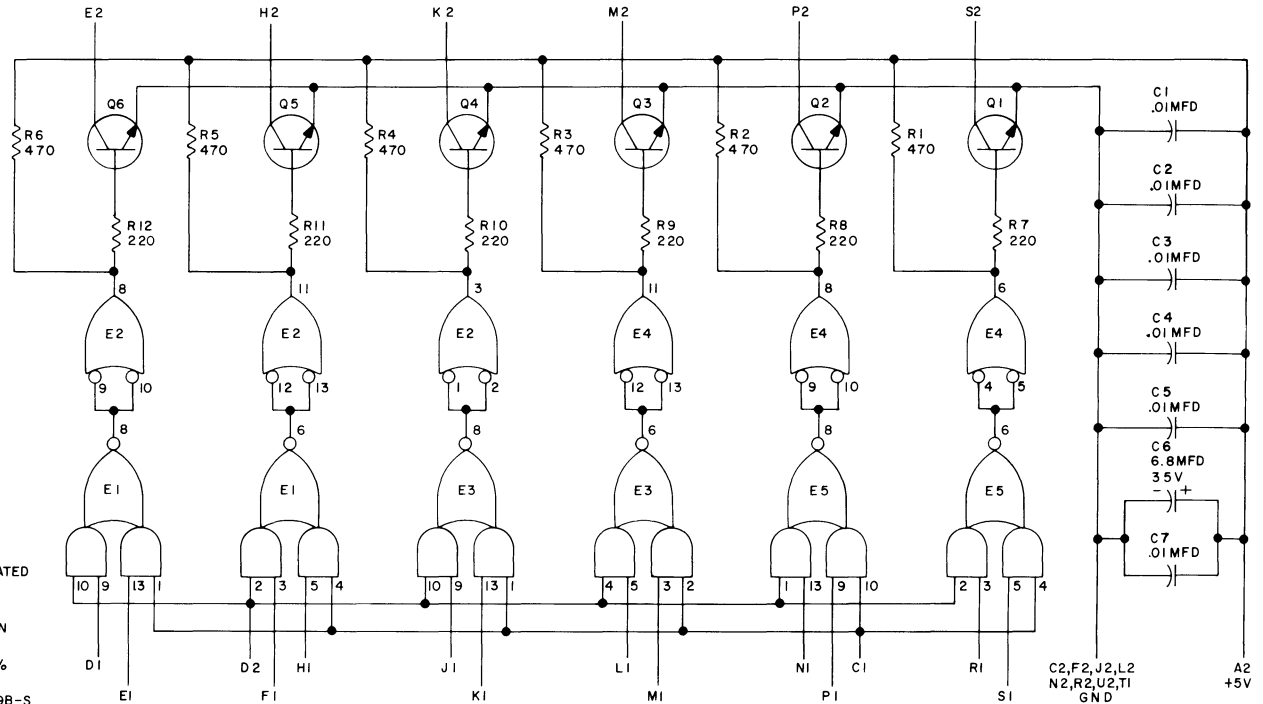 E2 H2 K2 M2 P2 S2
Q6 Q5 Q4 Q3 Q2 Q1
R6 470
R5 470
R4 470
R3 470
R2 470
R1 470
R12 220
R11 220
R10 220
R9 220
R8 220
R7 220
8 11 3 11 8 6
E2 E2 E2 E4 E4 E4
9 10 12 13 1 2 12 13 9 10 4 5
8 6 8 6 8 6
E1 E1 E3 E3 E5 E5
10 9 13 1 2 3 5 4 10 9 13 1 4 5 3 2 1 13 9 10 2 3 5 4
D1 D2 H1 J1 L1 N1 C1 R1
E1 F1 K1 M1 P1 S1
C1
.01MFD
C2
.01MFD
C3
.01MFD
C4
.01MFD
C5
.01MFD
C6
6.8MFD
35V
- +
C7
.01MFD
C2,F2,J2,L2
N2,R2,U2,T1
GND
A2
+5V
ATED
N
%
9B-S